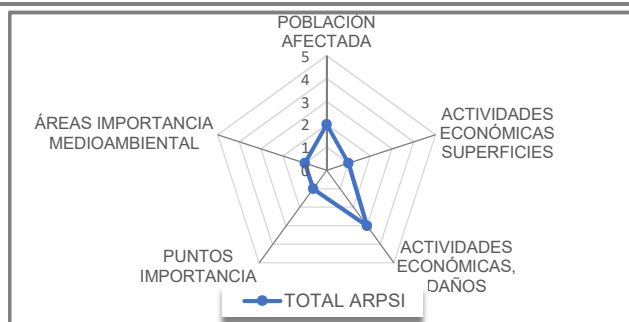 POBLACIÓN
AFECTADA
5
4
3
2
1
0
ACTIVIDADES
ECONÓMICAS
SUPERFICIES
ÁREAS IMPORTANCIA
MEDIOAMBIENTAL
PUNTOS
IMPORTANCIA
ACTIVIDADES
ECONÓMICAS,
DAÑOS
TOTAL ARPSI